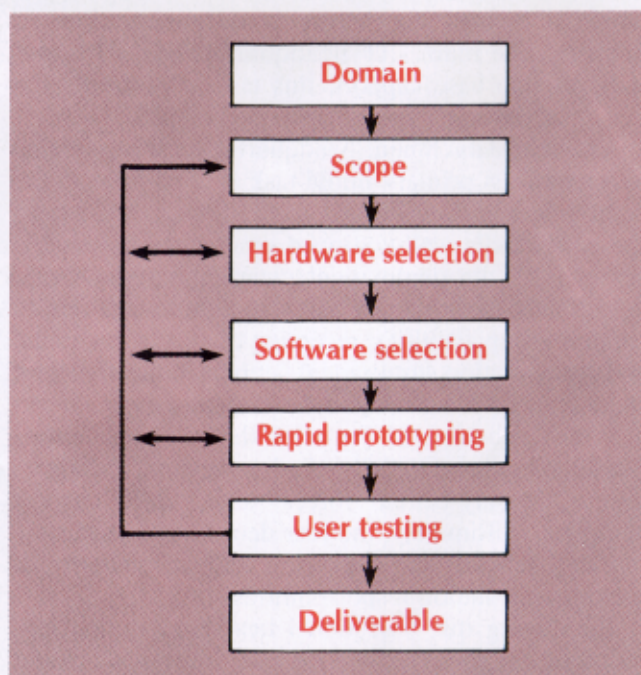 Domain
Scope
Hardware selection
Software selection
Rapid prototyping
User testing
Deliverable